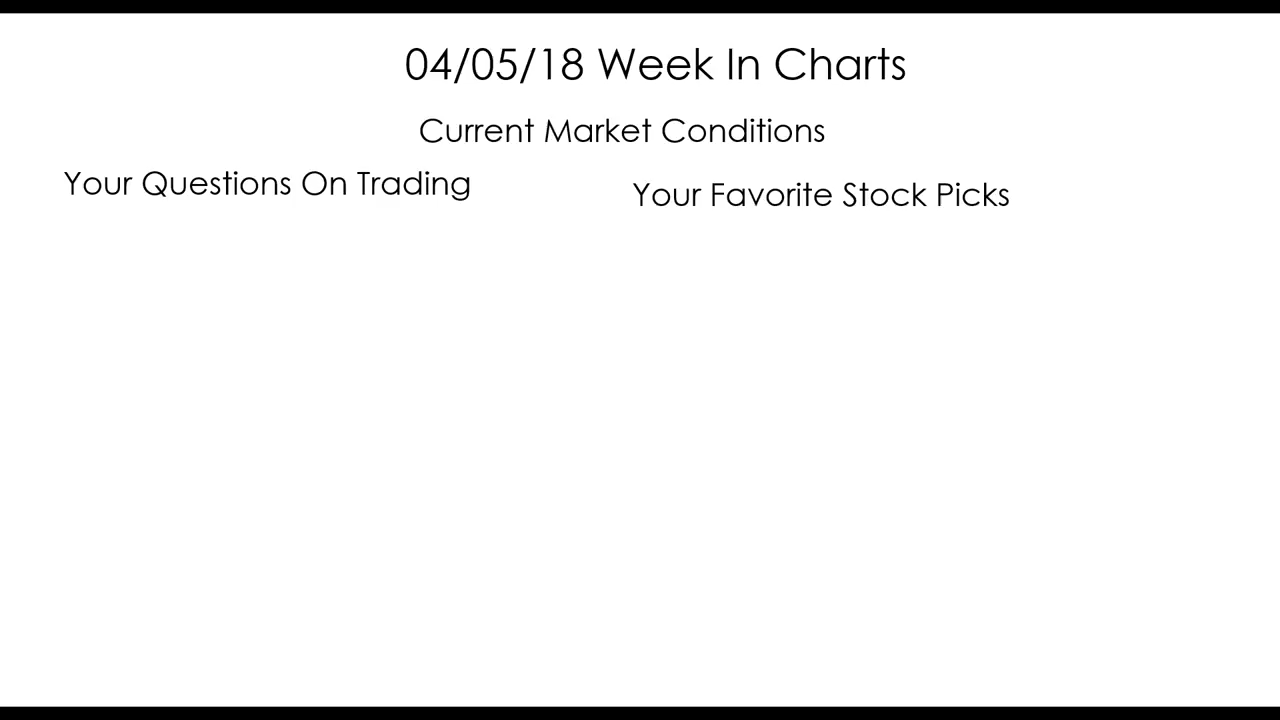 04/05/18 Week In Charts
Current Market Conditions
Your Questions On Trading
Your Favorite Stock Picks